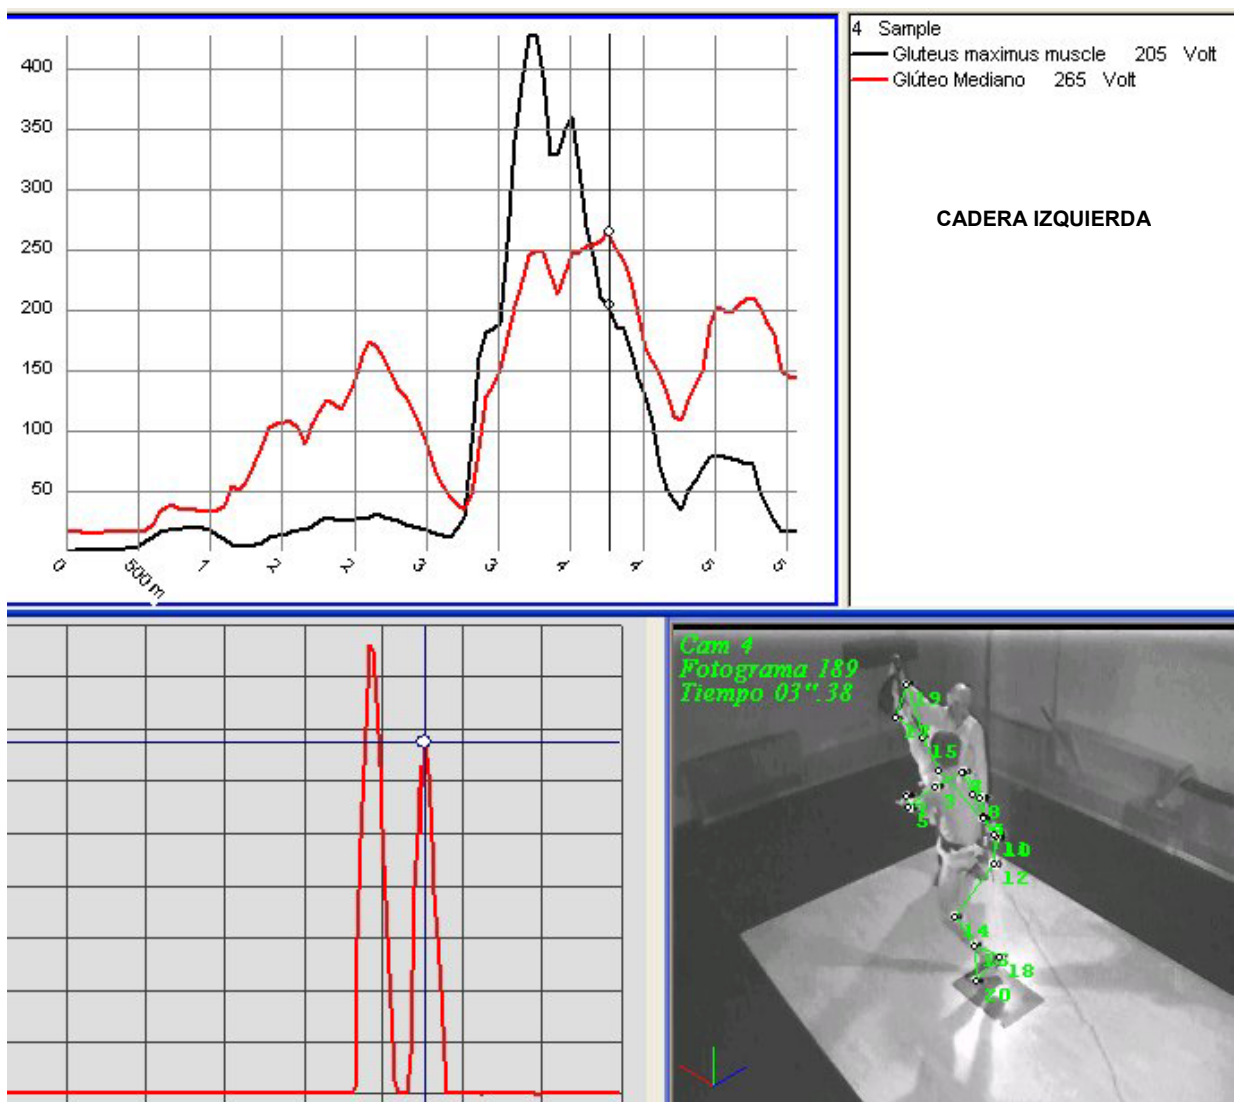 4 Sample
Gluteus maximus muscle 205 Volt
Glúteo Mediano 265 Volt
CADERA IZQUIERDA
400
350
300
250
200
150
100
50
0 500 m 1 2 2 3 3 4 4 5 5
Cam 4
Fotograma 189
Tiempo 03".38
19
15
3
8
5
10
12
14
18
20